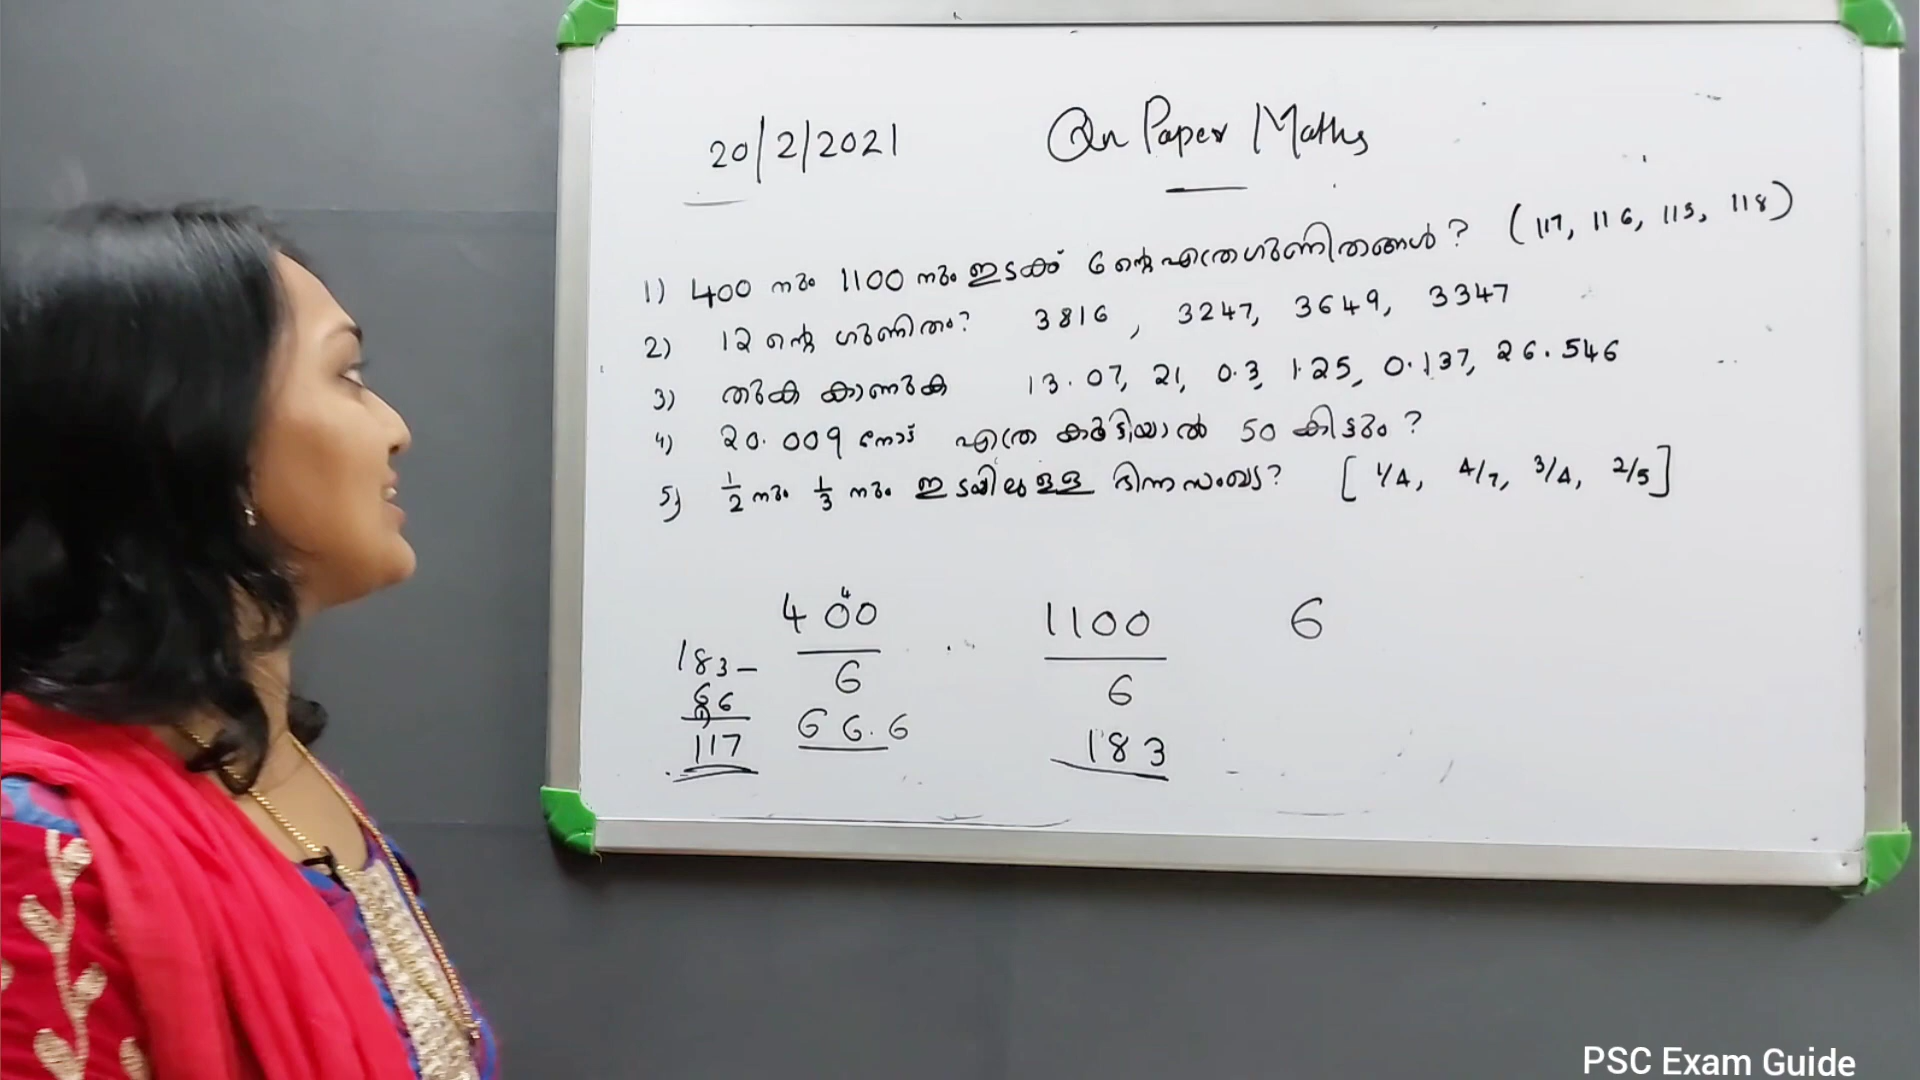 20/2/2021 Qn Paper Maths
1) 400 നും 1100 നും ഇടക്ക് 6 ന്റെ എത്ര ഗുണിതങ്ങൾ? (117, 116, 115, 118)
2) 12 ന്റെ ഗുണിതം? 3816, 3247, 3649, 3347
3) തുക കാണുക 13.07, 21, 0.3, 1.25, 0.137, 26.546
4) 20.009 നോട് എത്ര കൂട്ടിയാൽ 50 കിട്ടും?
5) 1/2 നും 1/3 നും ഇടയിലുള്ള ഭിന്നസംഖ്യ? [1/4, 4/7, 3/4, 2/5]
400 1100 6
183 - 6 6
66 66.6 183
117
PSC Exam Guide